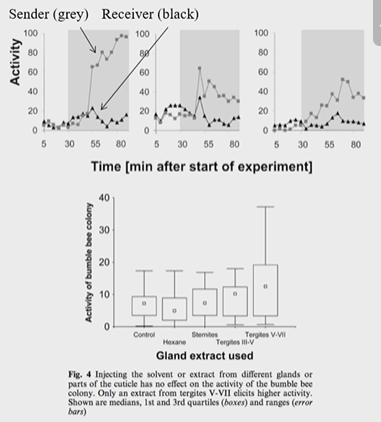 Sender (grey) Receiver (black)
Activity
100 80 60 40 20 0
100 80 60 40 20 0
100 80 60 40 20 0
5 30 55 80 5 30 55 80 5 30 55 80
Time [min after start of experiment]
Activity of bumble bee colony
40
30
20
10
0
Control Sternites Tergites V-VII
Hexane Tergites III-V
Gland extract used
Fig. 4 Injecting the solvent or extract from different glands or
parts of the cuticle has no effect on the activity of the bumble bee
colony. Only an extract from tergites V-VII elicits higher activity.
Shown are medians, 1st and 3rd quartiles (boxes) and ranges (error
bars)